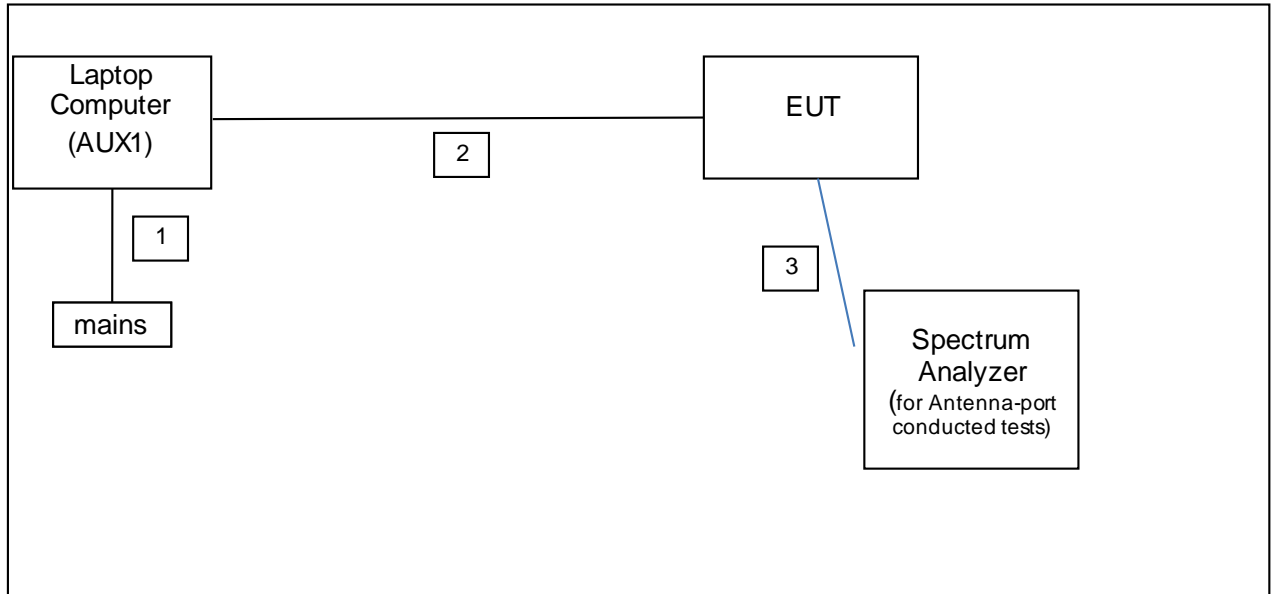 Laptop
Computer
(AUX1)
EUT
2
1
3
mains
Spectrum
Analyzer
(for Antenna-port
conducted tests)